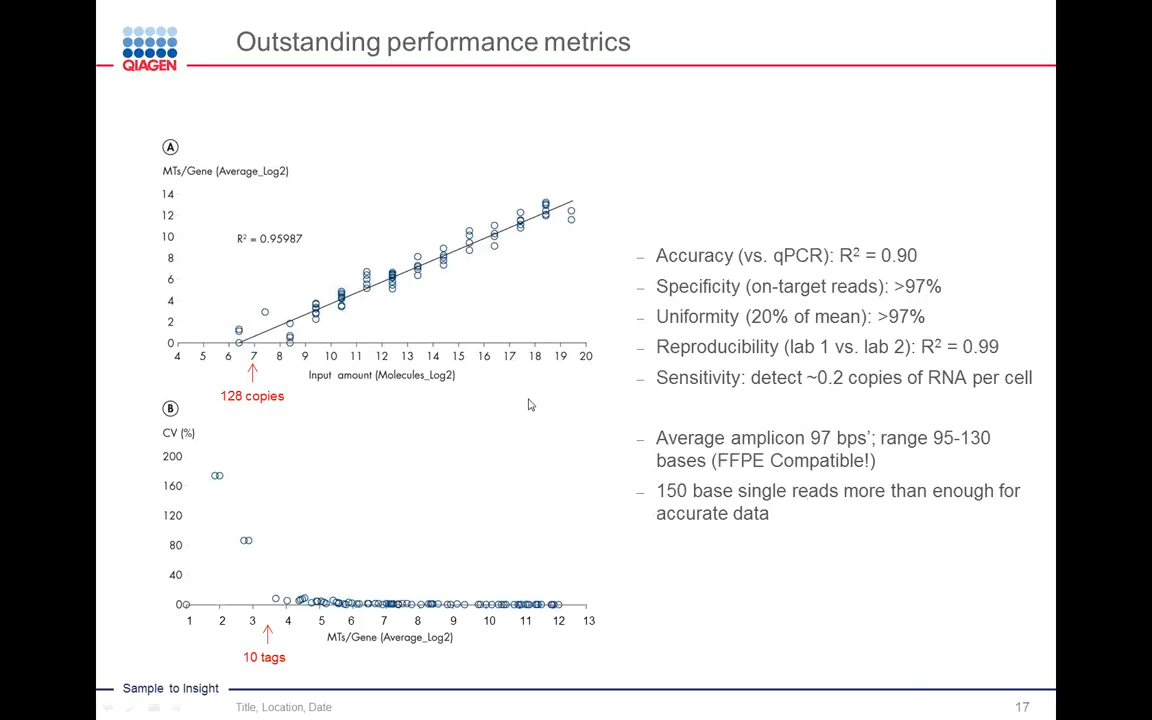 QIAGEN
Outstanding performance metrics
A
MTs/Gene (Average_Log2)
14
12
10
8
6
4
2
0
R² = 0.95987
4 5 6 7 8 9 10 11 12 13 14 15 16 17 18 19 20
Input amount (Molecules_Log2)
128 copies
B
CV (%)
200
160
120
80
40
0
1 2 3 4 5 6 7 8 9 10 11 12 13
MTs/Gene (Average_Log2)
10 tags
– Accuracy (vs. qPCR): R² = 0.90
– Specificity (on-target reads): >97%
– Uniformity (20% of mean): >97%
– Reproducibility (lab 1 vs. lab 2): R² = 0.99
– Sensitivity: detect ~0.2 copies of RNA per cell
– Average amplicon 97 bps’; range 95-130
bases (FFPE Compatible!)
– 150 base single reads more than enough for
accurate data
Sample to Insight
Title, Location, Date
17